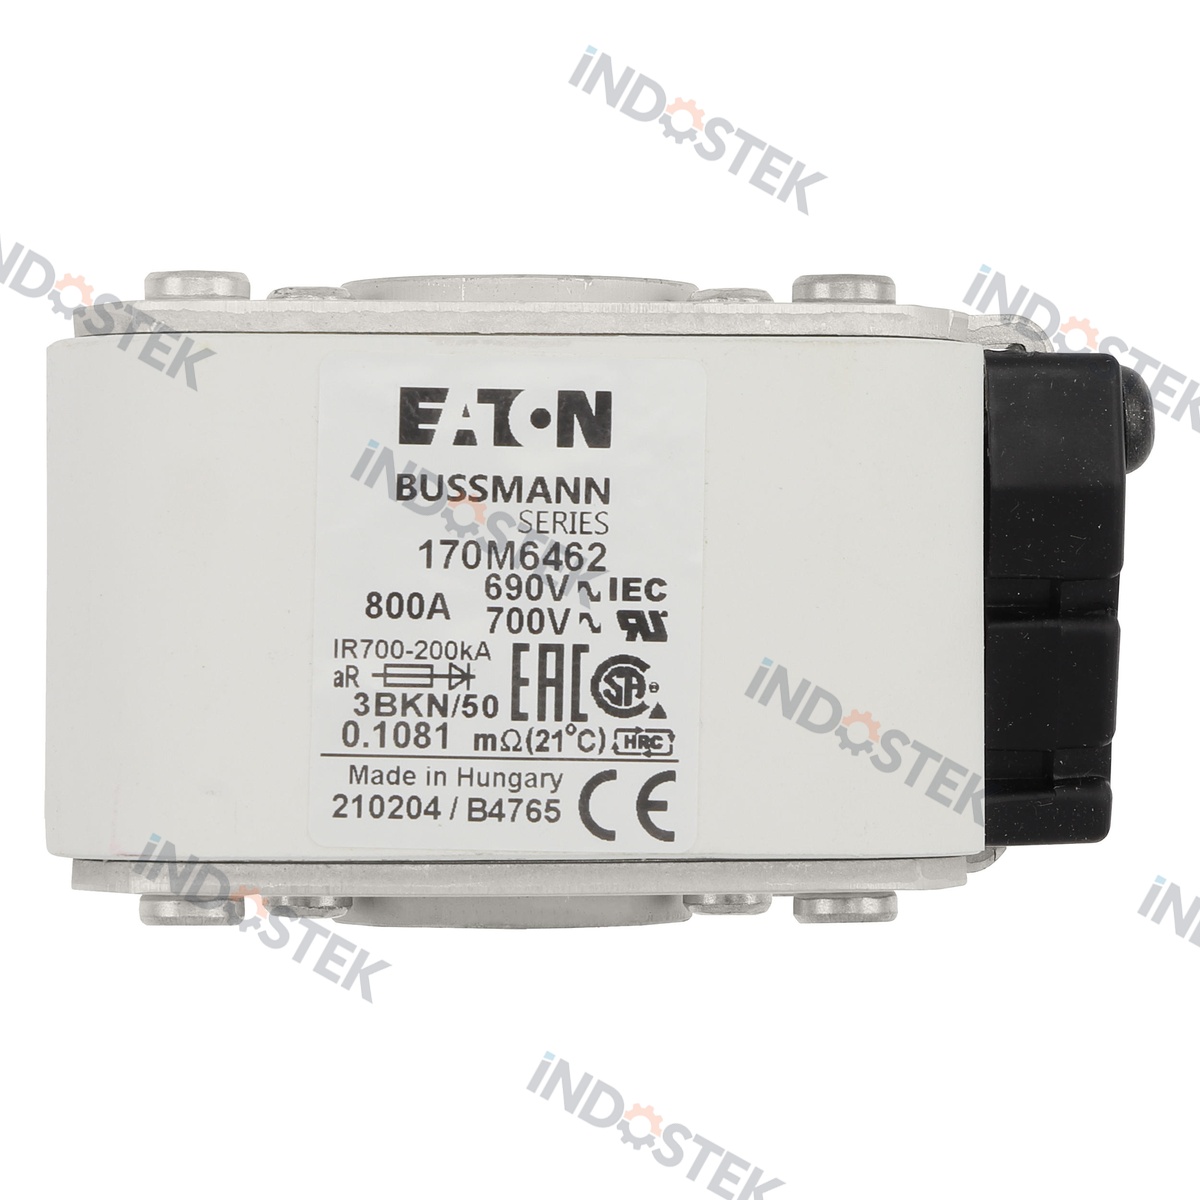 EATON
BUSSMANN
SERIES
170M6462
690V~ IEC
800A
700V~
IR700-200kA
aR
EAC
3BKN/50
0.1081 mΩ(21°C) HRC
Made in Hungary
210204 / B4765
CE
iNDOSTEK
iNDOSTEK
iNDOSTEK
iNDOSTEK
iNDOSTEK
iNDOSTEK
iNDOSTEK